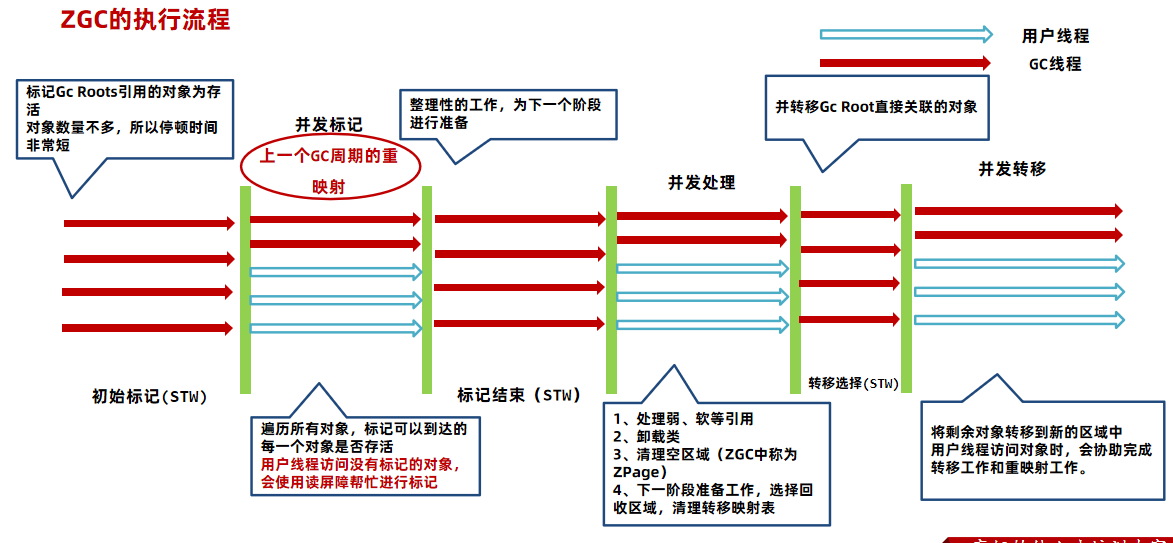 ZGC的执行流程
用户线程
GC线程
标记Gc Roots引用的对象为存
活
对象数量不多，所以停顿时间
非常短
并发标记
上一个GC周期的重
映射
整理性的工作，为下一个阶段
进行准备
并发处理
并转移Gc Root直接关联的对象
并发转移
初始标记(STW)
标记结束（STW)
转移选择(STW)
遍历所有对象，标记可以到达的
每一个对象是否存活
用户线程访问没有标记的对象，
会使用读屏障帮忙进行标记
1、处理弱、软等引用
2、卸载类
3、清理空区域（ZGC中称为
ZPage）
4、下一阶段准备工作，选择回
收区域，清理转移映射表
将剩余对象转移到新的区域中
用户线程访问对象时，会协助完成
转移工作和重映射工作。